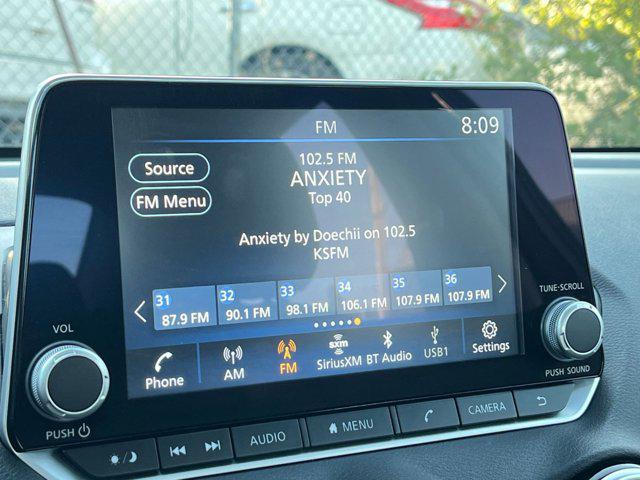 FM
8:09
Source
FM Menu
102.5 FM
ANXIETY
Top 40
Anxiety by Doechii on 102.5
KSFM
31
87.9 FM
32
90.1 FM
33
98.1 FM
34
106.1 FM
35
107.9 FM
36
107.9 FM
Phone
AM
FM
sxm
SiriusXM
BT Audio
USB1
Settings
VOL
PUSH
TUNE·SCROLL
PUSH SOUND
AUDIO
MENU
CAMERA